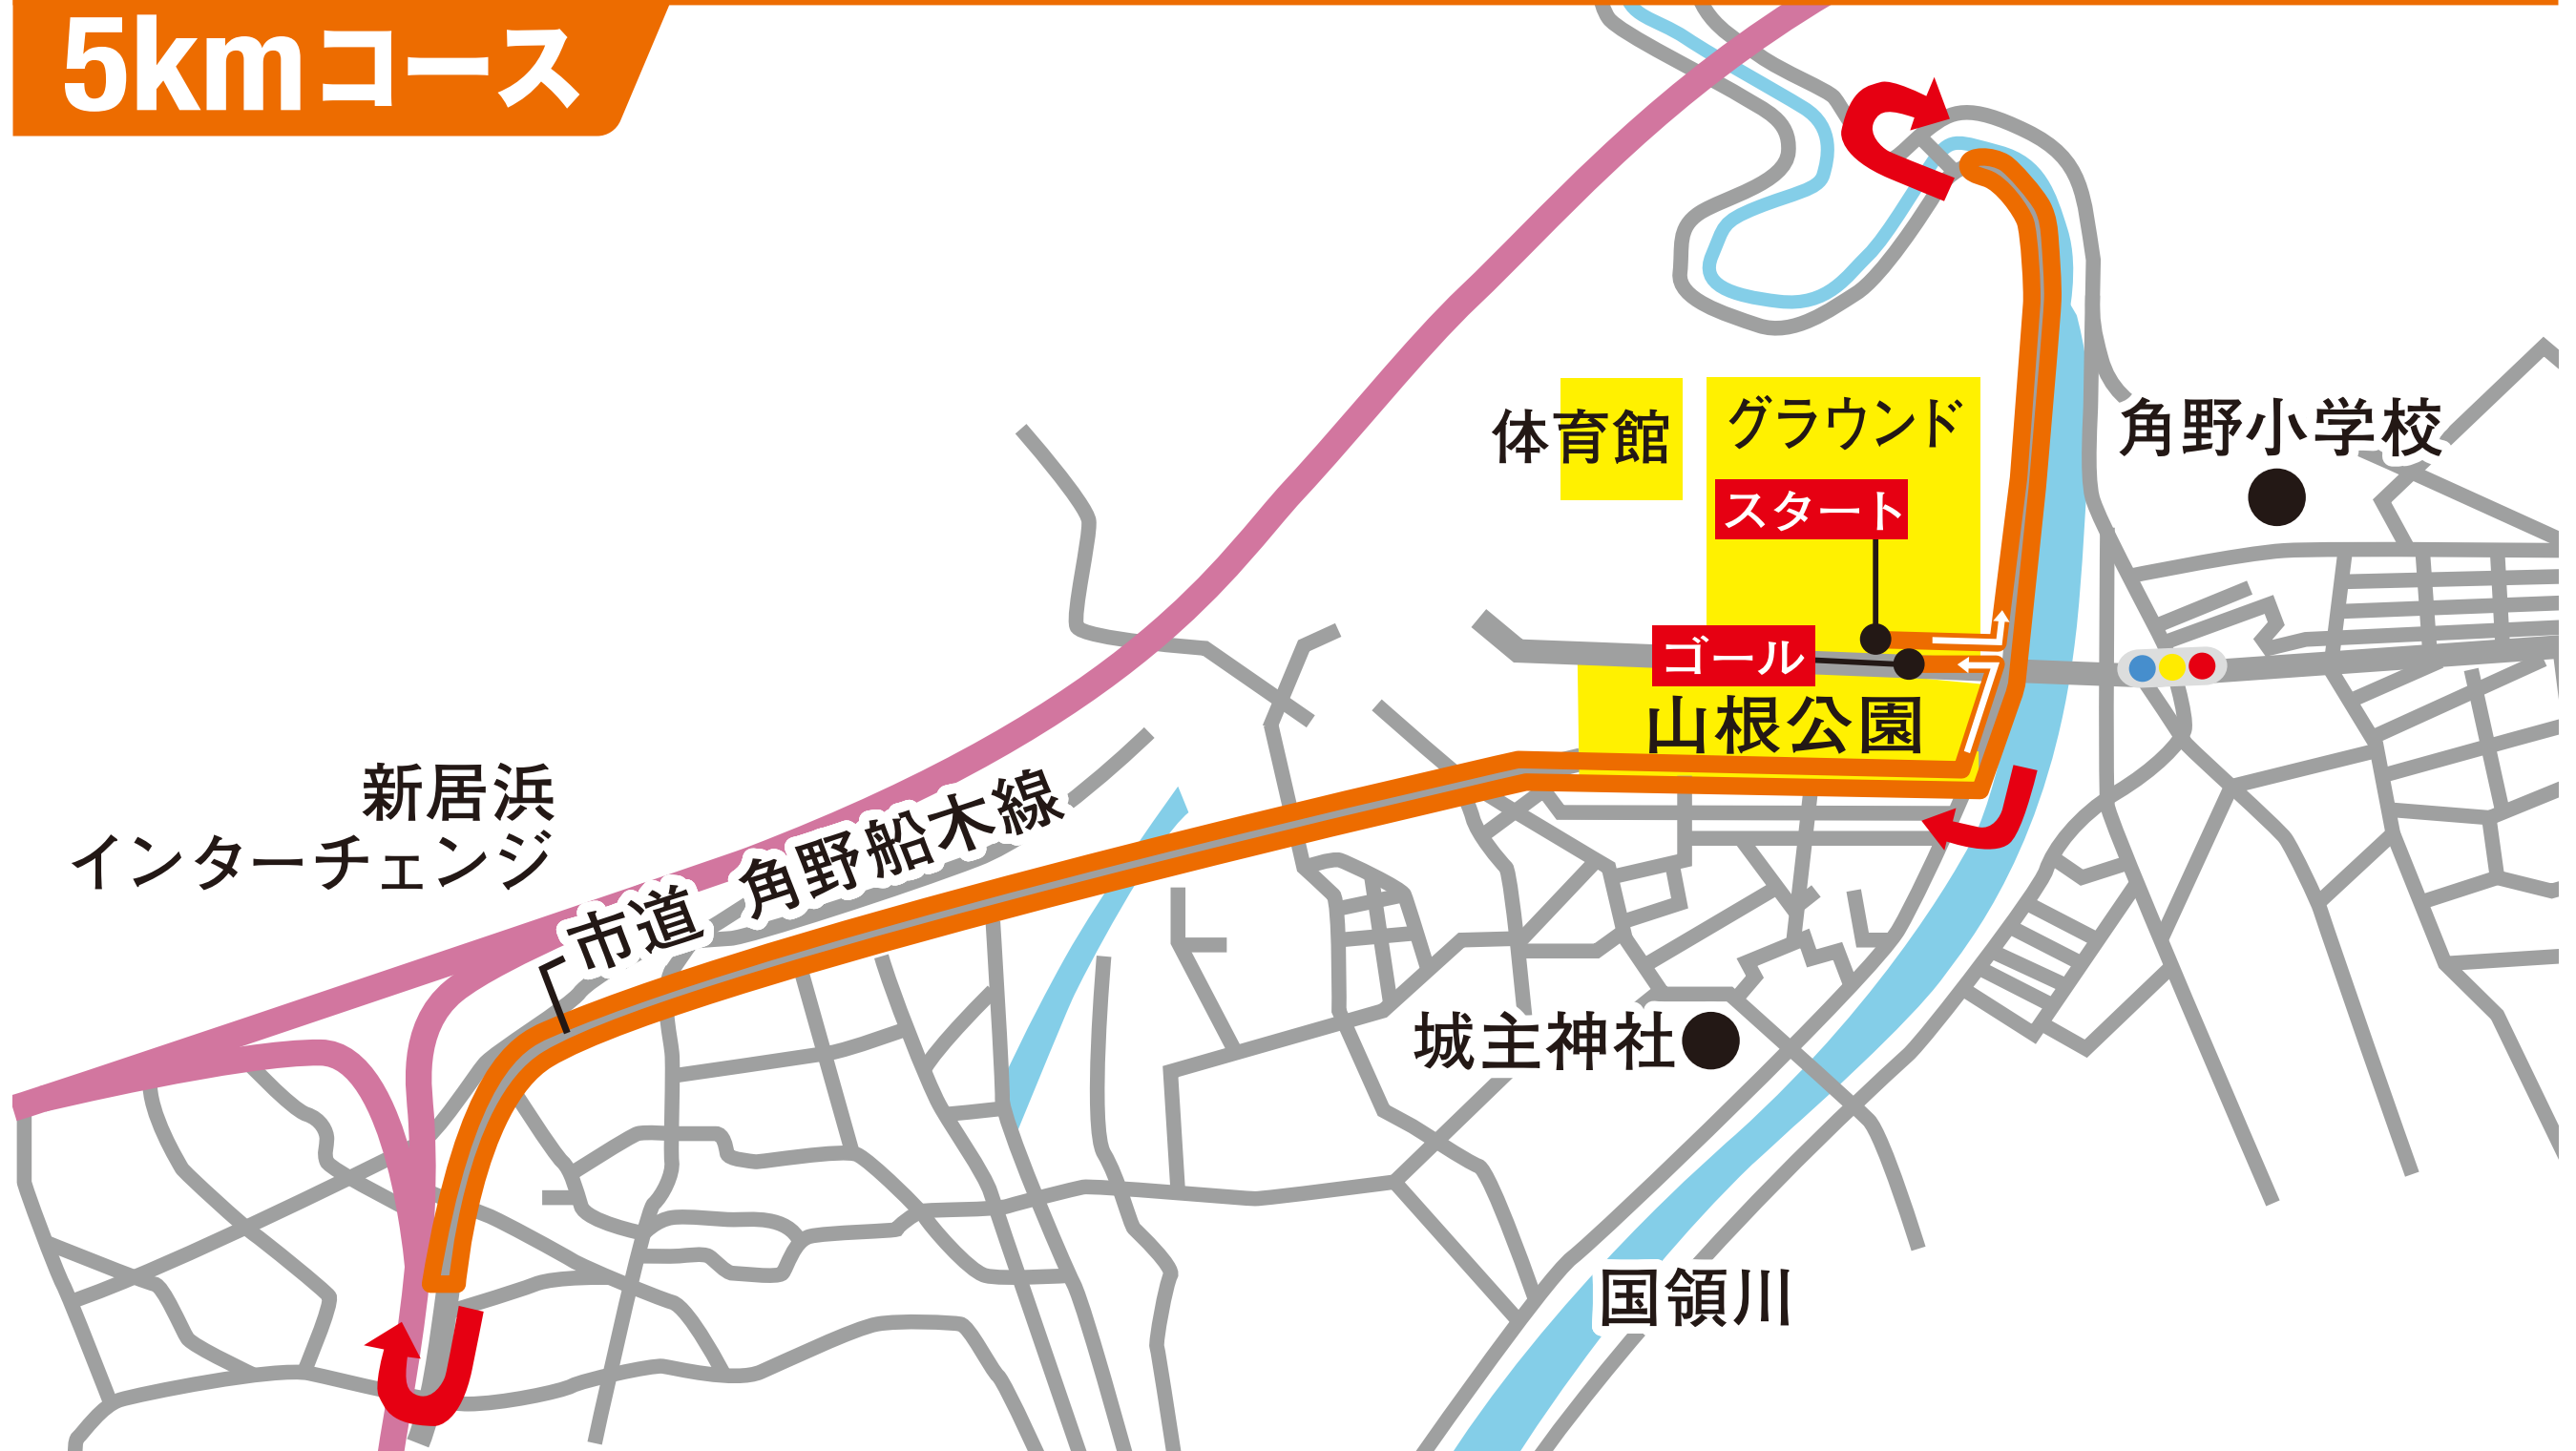 5kmコース
体育館
グラウンド
角野小学校
スタート
ゴール
山根公園
新居浜
インターチェンジ
市道 角野船木線
城主神社
国領川